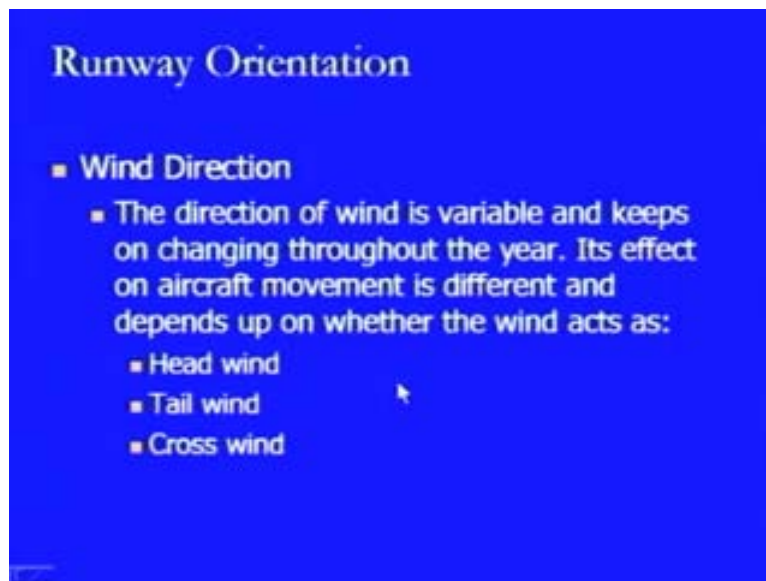 Runway Orientation
Wind Direction
The direction of wind is variable and keeps
on changing throughout the year. Its effect
on aircraft movement is different and
depends up on whether the wind acts as:
Head wind
Tail wind
Cross wind